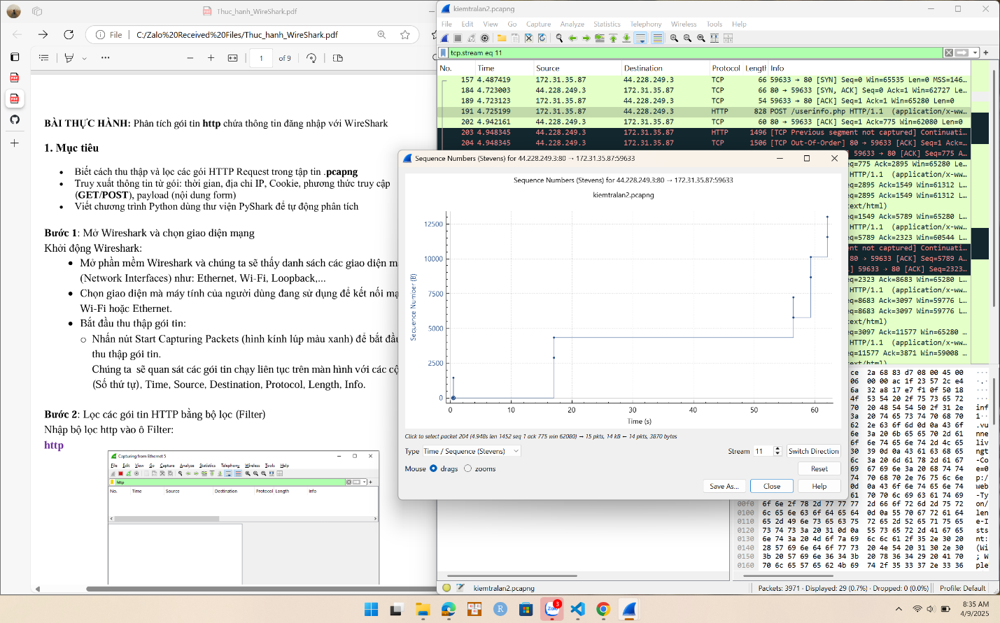 Thuc_hanh_WireShark.pdf
File
C:/Zalo%20Received%20Files/Thuc_hanh_WireShark.pdf
1
of 9
BÀI THỰC HÀNH: Phân tích gói tin http chứa thông tin đăng nhập với WireShark
1. Mục tiêu
• Biết cách thu thập và lọc các gói HTTP Request trong tập tin .pcapng
• Truy xuất thông tin từ gói: thời gian, địa chỉ IP, Cookie, phương thức truy cập
(GET/POST), payload (nội dung form)
• Viết chương trình Python dùng thư viện PyShark để tự động phân tích
Bước 1: Mở Wireshark và chọn giao diện mạng
Khởi động Wireshark:
• Mở phần mềm Wireshark và chúng ta sẽ thấy danh sách các giao diện
(Network Interfaces) như: Ethernet, Wi-Fi, Loopback,...
• Chọn giao diện mà máy tính của người dùng đang sử dụng để kết nối
Wi-Fi hoặc Ethernet.
• Bắt đầu thu thập gói tin:
o Nhấn nút Start Capturing Packets (hình kính lúp màu xanh) để bắt
thu thập gói tin.
Chúng ta sẽ quan sát các gói tin chạy liên tục trên màn hình với các
(Số thứ tự), Time, Source, Destination, Protocol, Length, Info.
Bước 2: Lọc các gói tin HTTP bằng bộ lọc (Filter)
Nhập bộ lọc http vào ô Filter:
http
Capturing from Ethernet 5
File Edit View Go Capture Analyze Statistics Telephony Wireless Tools Help
http
No. Time Source Destination Protocol Length Info
kiemtralan2.pcapng
File Edit View Go Capture Analyze Statistics Telephony Wireless Tools Help
tcp.stream eq 11
No. Time Source Destination Protocol Length Info
157 4.487419 172.31.35.87 44.228.249.3 TCP 66 59633 → 80 [SYN] Seq=0 Win=65535 Len=0 MSS=146…
184 4.723003 44.228.249.3 172.31.35.87 TCP 66 80 → 59633 [SYN, ACK] Seq=0 Ack=1 Win=62727 L…
189 4.723123 172.31.35.87 44.228.249.3 TCP 54 59633 → 80 [ACK] Seq=1 Ack=1 Win=65280 Len=0
191 4.725199 172.31.35.87 44.228.249.3 HTTP 828 POST /userinfo.php HTTP/1.1 (application/x-ww…
202 4.942161 44.228.249.3 172.31.35.87 TCP 60 80 → 59633 [ACK] Seq=1 Ack=775 Win=62080 Len=0
203 4.948345 44.228.249.3 172.31.35.87 HTTP 1496 [TCP Previous segment not captured] Continuati…
204 4.948345 44.228.249.3 172.31.35.87 TCP 1506 [TCP Out-Of-Order] 80 → 59633 [ACK] Seq=1 Ack=…
59633 → 80 [ACK] Seq=775 A…
q=775 Ack=2895 Win=65280 L…
HTTP/1.1 (application/x-ww…
q=2895 Ack=1549 Win=61312 L…
q=2895 Ack=1549 Win=61312 L…
text/html)
q=1549 Ack=5789 Win=65280 L…
HTTP/1.1 (application/x-ww…
q=5789 Ack=2323 Win=60544 L…
nt not captured] Continuati…
80 → 59633 [ACK] Seq=5789 A…
] 59633 → 80 [ACK] Seq=2323…
q=2323 Ack=8683 Win=65280 L…
HTTP/1.1 (application/x-ww…
q=8683 Ack=3097 Win=59776 L…
q=8683 Ack=3097 Win=59776 L…
text/html)
q=3097 Ack=11577 Win=65280 …
HTTP/1.1 (application/x-ww…
q=11577 Ack=3871 Win=59008 …
Sequence Numbers (Stevens) for 44.228.249.3:80 → 172.31.35.87:59633
Sequence Numbers (Stevens) for 44.228.249.3:80 → 172.31.35.87:59633
kiemtralan2.pcapng
Sequence Number (B)
12500
10000
7500
5000
2500
0
0 10 20 30 40 50 60
Time (s)
Click to select packet 204 (4.948s len 1452 seq 1 ack 775 win 62080) → 15 pkts, 14 kB ← 14 pkts, 3870 bytes
Type Time / Sequence (Stevens) Stream 11 Switch Direction
Mouse drags zooms Reset
Save As… Close Help
ce 2a 68 83 d7 08 00 45 00
06 00 00 ac 1f 23 57 2c e4
6a 32 a8 17 e7 f1 0f 50 18
4f 53 54 20 2f 75 73 65 72
70 20 48 54 54 50 2f 31 2e inf
3a 20 74 65 73 74 70 68 70 1
62 2e 63 6f 6d 0d 0a 43 6f .vu
6e 3a 20 6b 65 65 70 2d 61 nne
6f 6e 74 65 6e 74 2d 4c 65 liv
30 39 0d 0a 43 61 63 68 65 ngt
6c 3a 20 6d 61 78 2d 61 67 -Co
67 69 6e 3a 20 68 74 74 e=0
74 70 68 70 2e 76 75 6c 6e p:/
0d 0a 43 6f 6e 74 65 6e 74 web
61 70 70 6c 69 63 61 74 69 -Ty
00f0 6f 6e 2f 78 2d 77 77 77 2d 66 6f 72 6d 2d 75 72 on/
0100 6c 65 6e 63 6f 64 65 64 0d 0a 55 70 67 72 61 64 len
0110 65 2d 49 6e 73 65 63 75 72 65 2d 52 65 71 75 65 e-I
0120 73 74 73 3a 20 31 0d 0a 55 73 65 72 2d 41 67 65 sts
0130 6e 74 3a 20 4d 6f 7a 69 6c 6c 61 2f 35 2e 30 20 nt:
0140 28 57 69 6e 64 6f 77 73 20 4e 54 20 31 30 2e 30 (Wi
0150 3b 20 57 69 6e 36 34 3b 20 78 36 34 29 20 41 70 ; W
0160 70 6c 65 57 65 62 4b 69 74 2f 35 33 37 2e 33 36 ple
kiemtralan2.pcapng
Packets: 3971 · Displayed: 29 (0.7%) · Dropped: 0 (0.0%)
Profile: Default
Zalo
3
8:35 AM
4/9/2025